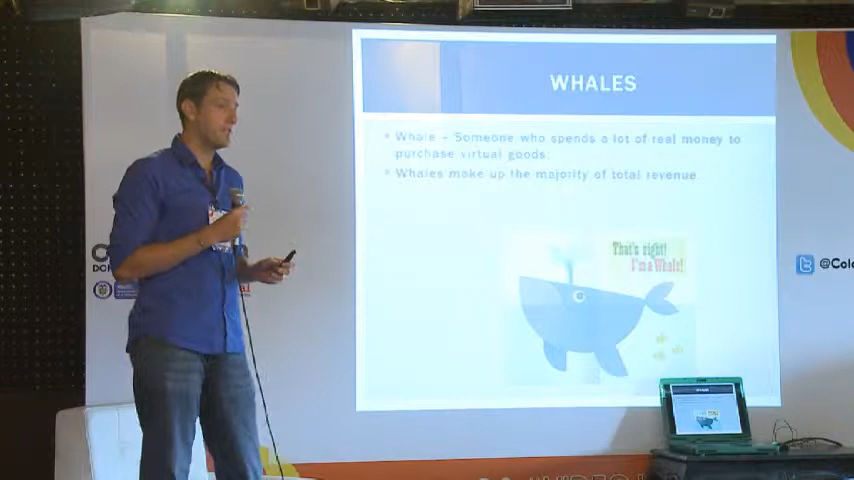 WHALES
Whale – Someone who spends a lot of real money to
purchase virtual goods.
Whales make up the majority of total revenue
That's right!
I'm a Whale!
@Colo